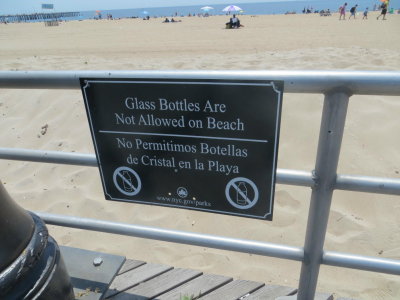 Glass Bottles Are
Not Allowed on Beach
No Permitimos Botellas
de Cristal en la Playa
www.nyc.gov/parks